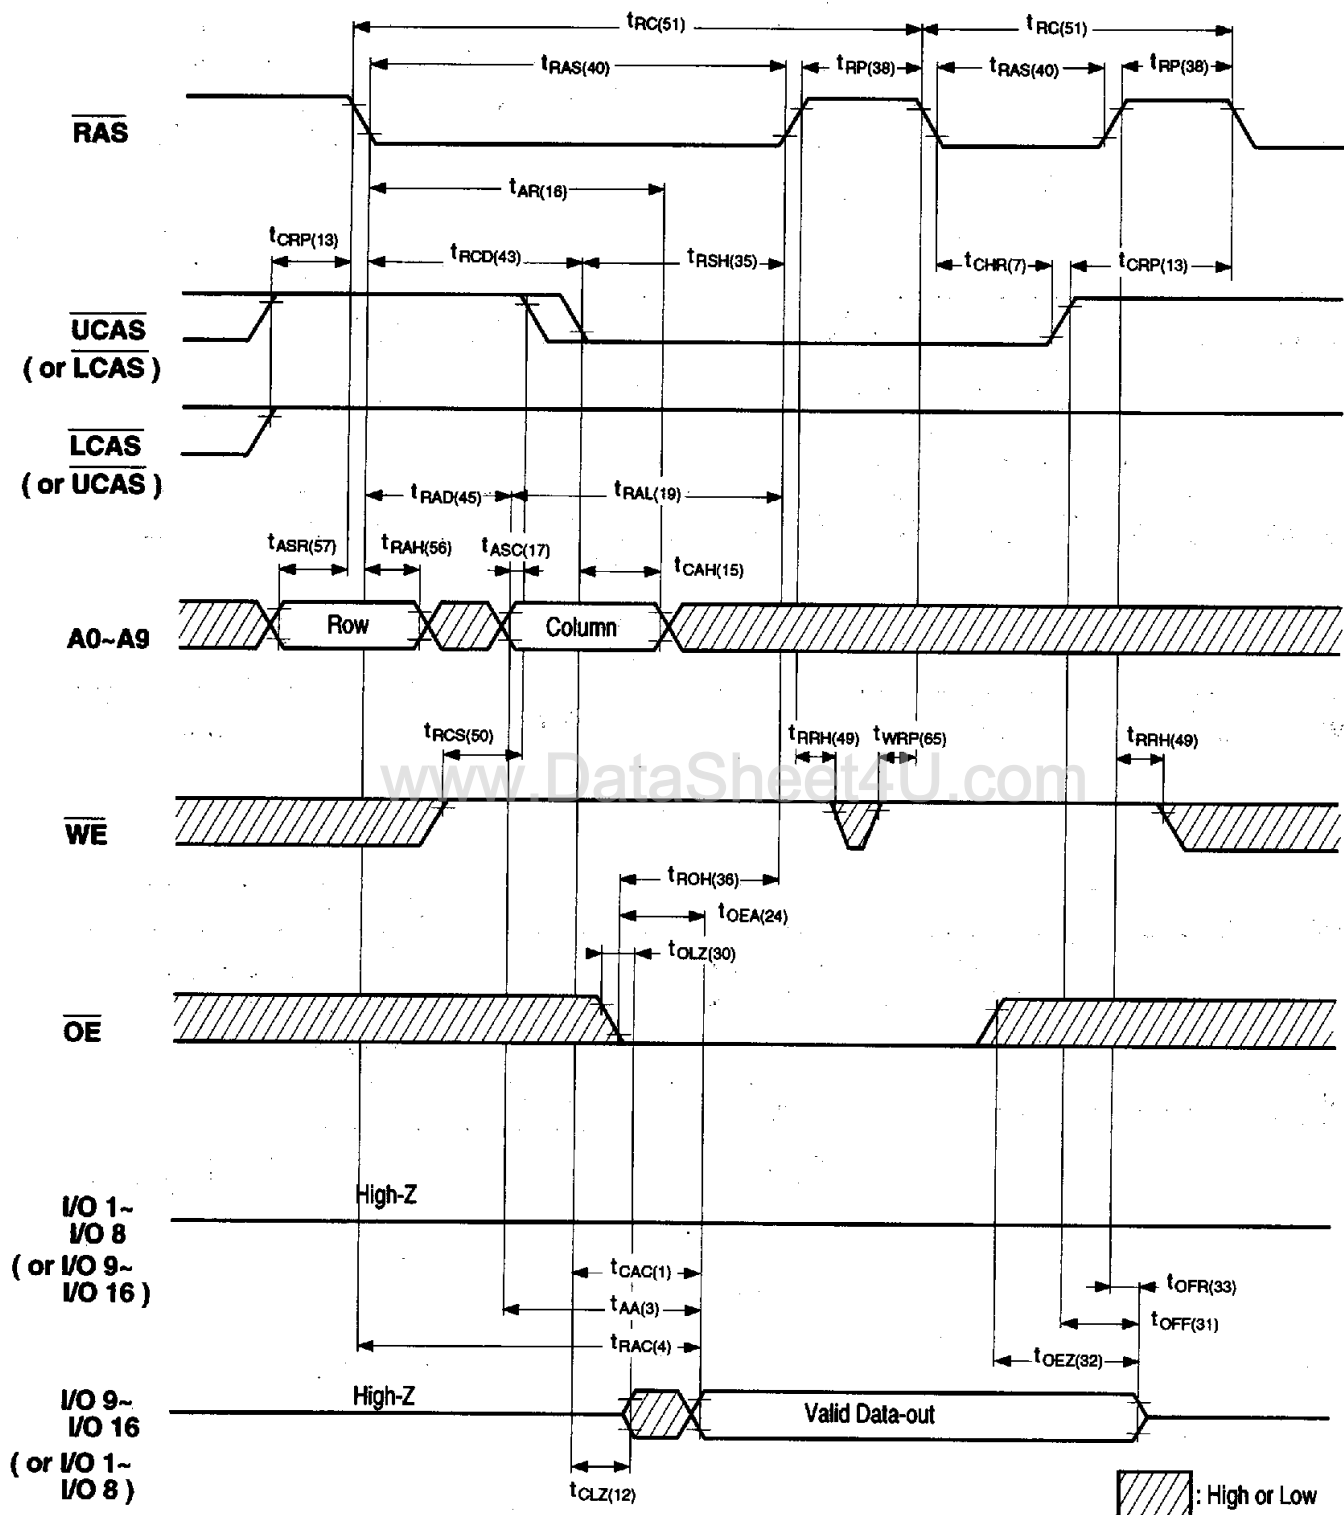 tRC(51) tRC(51)
tRAS(40) tRP(38) tRAS(40) tRP(38)
RAS
tAR(16)
tCRP(13) tRCD(43) tRSH(35) tCHR(7) tCRP(13)
UCAS
( or LCAS )
LCAS
( or UCAS )
tRAD(45) tRAL(19)
tASR(57) tRAH(56) tASC(17) tCAH(15)
A0~A9 Row Column
tRCS(50) tRRH(49) tWRP(65) tRRH(49)
www.DataSheet4U.com
WE
tROH(36)
tOEA(24)
tOLZ(30)
OE
I/O 1~ High-Z
I/O 8
( or I/O 9~
I/O 16 )
tCAC(1) tOFR(33)
tAA(3) tOFF(31)
tRAC(4) tOEZ(32)
I/O 9~ High-Z
I/O 16 Valid Data-out
( or I/O 1~
I/O 8 )
tCLZ(12)
: High or Low